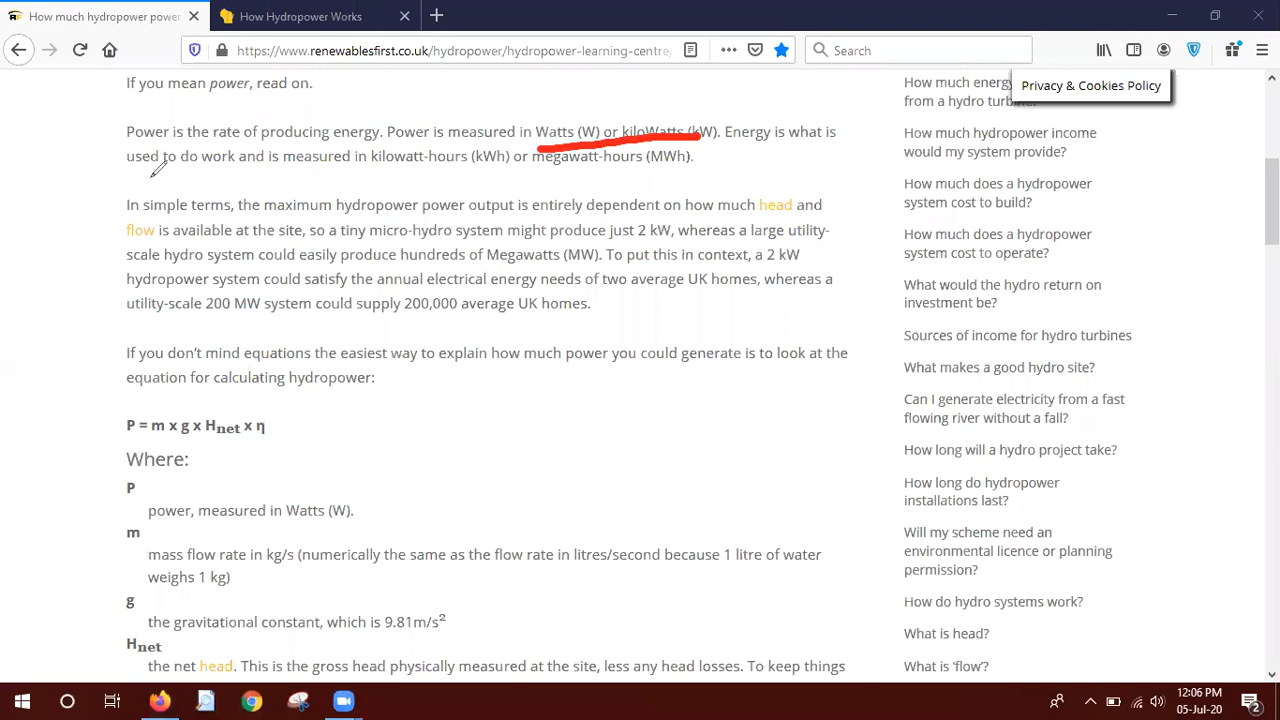 How much hydropower powe
How Hydropower Works
https://www.renewablesfirst.co.uk/hydropower/hydropower-learning-centre/
Search
Privacy & Cookies Policy
If you mean power, read on.
Power is the rate of producing energy. Power is measured in Watts (W) or kiloWatts (kW). Energy is what is
used to do work and is measured in kilowatt-hours (kWh) or megawatt-hours (MWh).
In simple terms, the maximum hydropower power output is entirely dependent on how much head and
flow is available at the site, so a tiny micro-hydro system might produce just 2 kW, whereas a large utility-
scale hydro system could easily produce hundreds of Megawatts (MW). To put this in context, a 2 kW
hydropower system could satisfy the annual electrical energy needs of two average UK homes, whereas a
utility-scale 200 MW system could supply 200,000 average UK homes.
If you don't mind equations the easiest way to explain how much power you could generate is to look at the
equation for calculating hydropower:
P = m x g x Hnet x η
Where:
P
power, measured in Watts (W).
m
mass flow rate in kg/s (numerically the same as the flow rate in litres/second because 1 litre of water
weighs 1 kg)
g
the gravitational constant, which is 9.81m/s²
Hnet
the net head. This is the gross head physically measured at the site, less any head losses. To keep things
How much energy
from a hydro turbine?
How much hydropower income
would my system provide?
How much does a hydropower
system cost to build?
How much does a hydropower
system cost to operate?
What would the hydro return on
investment be?
Sources of income for hydro turbines
What makes a good hydro site?
Can I generate electricity from a fast
flowing river without a fall?
How long will a hydro project take?
How long do hydropower
installations last?
Will my scheme need an
environmental licence or planning
permission?
How do hydro systems work?
What is head?
What is 'flow'?
12:06 PM
05-Jul-20
2